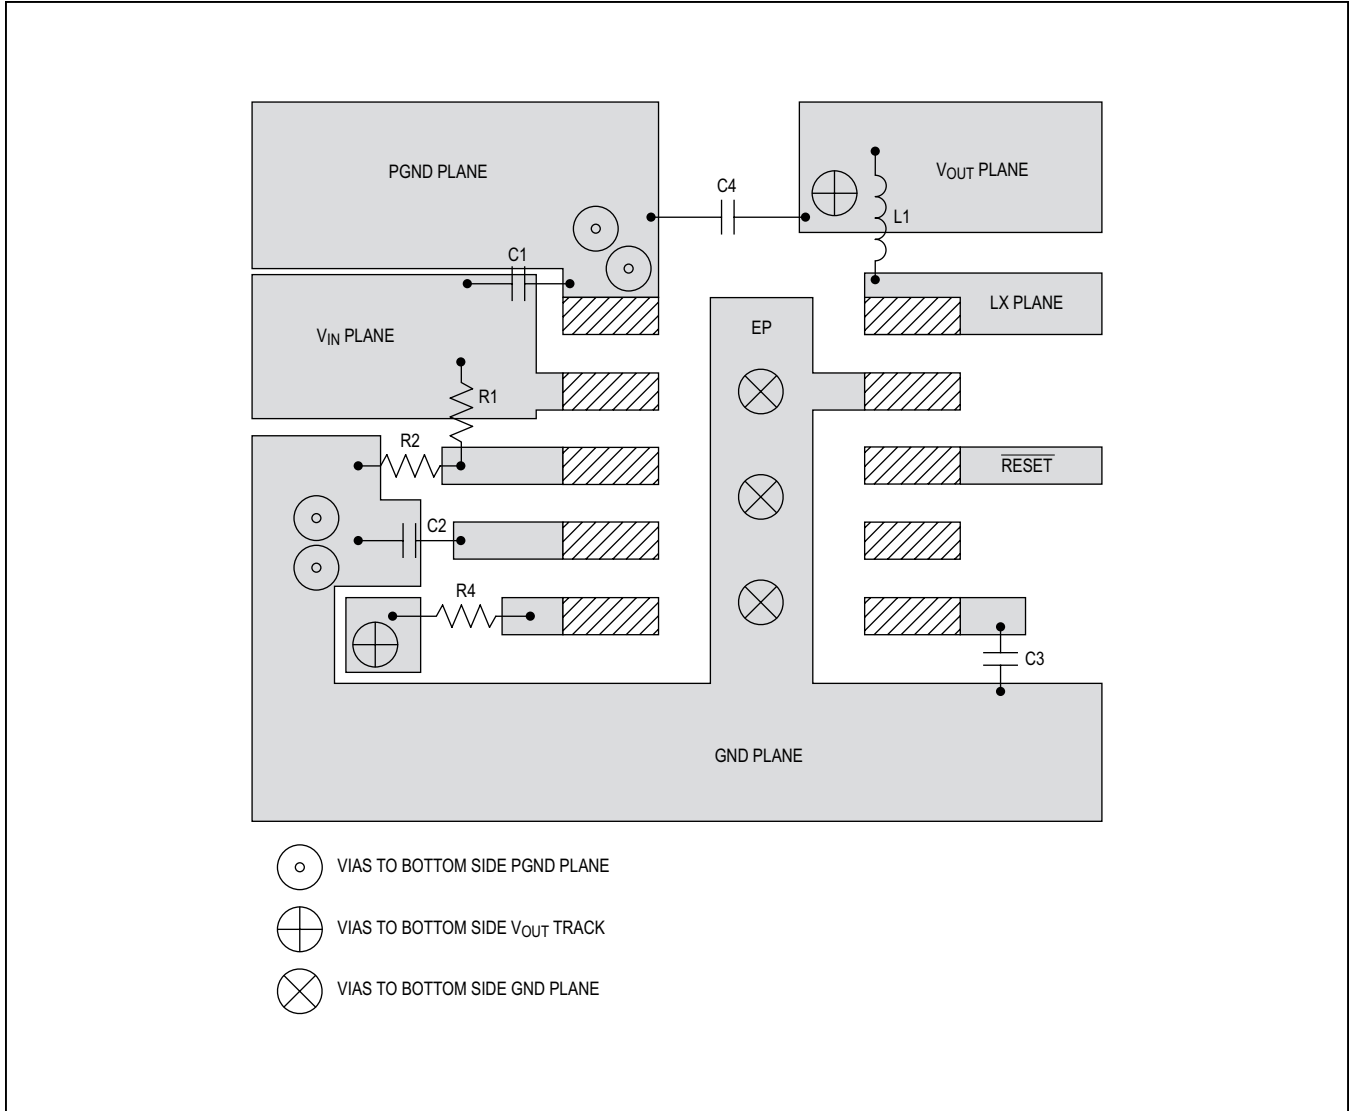 PGND PLANE
VOUT PLANE
C4
L1
C1
LX PLANE
EP
VIN PLANE
R1
R2
RESET
C2
R4
C3
GND PLANE
VIAS TO BOTTOM SIDE PGND PLANE
VIAS TO BOTTOM SIDE VOUT TRACK
VIAS TO BOTTOM SIDE GND PLANE